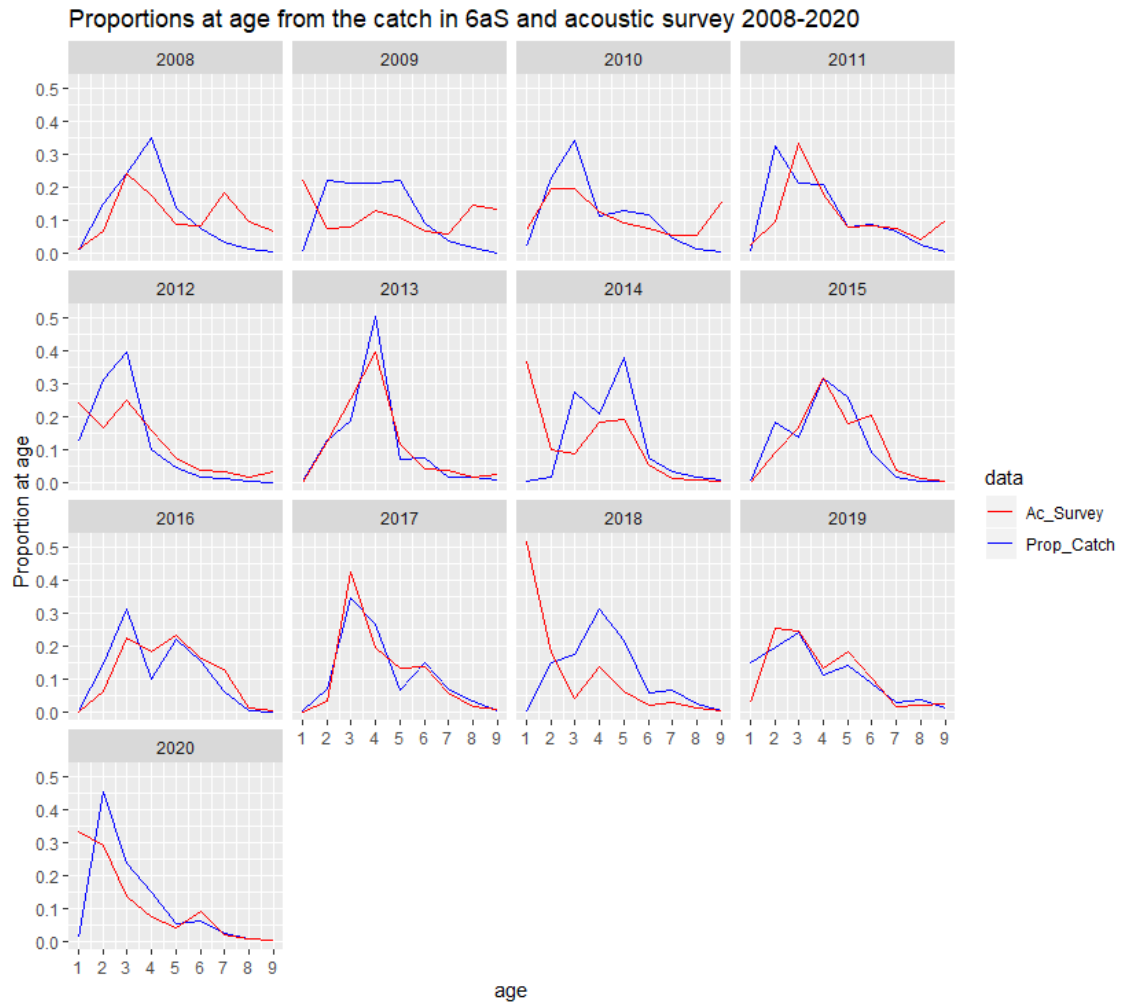 Proportions at age from the catch in 6aS and acoustic survey 2008-2020
2008 2009 2010 2011
0.5
0.4
0.3
0.2
0.1
0.0
2012 2013 2014 2015
0.5
0.4
0.3
0.2
0.1
0.0
2016 2017 2018 2019
0.5
0.4
0.3
0.2
0.1
0.0
1 2 3 4 5 6 7 8 9 1 2 3 4 5 6 7 8 9 1 2 3 4 5 6 7 8 9
2020
0.5
0.4
0.3
0.2
0.1
0.0
1 2 3 4 5 6 7 8 9
age
Proportion at age
data
Ac_Survey
Prop_Catch